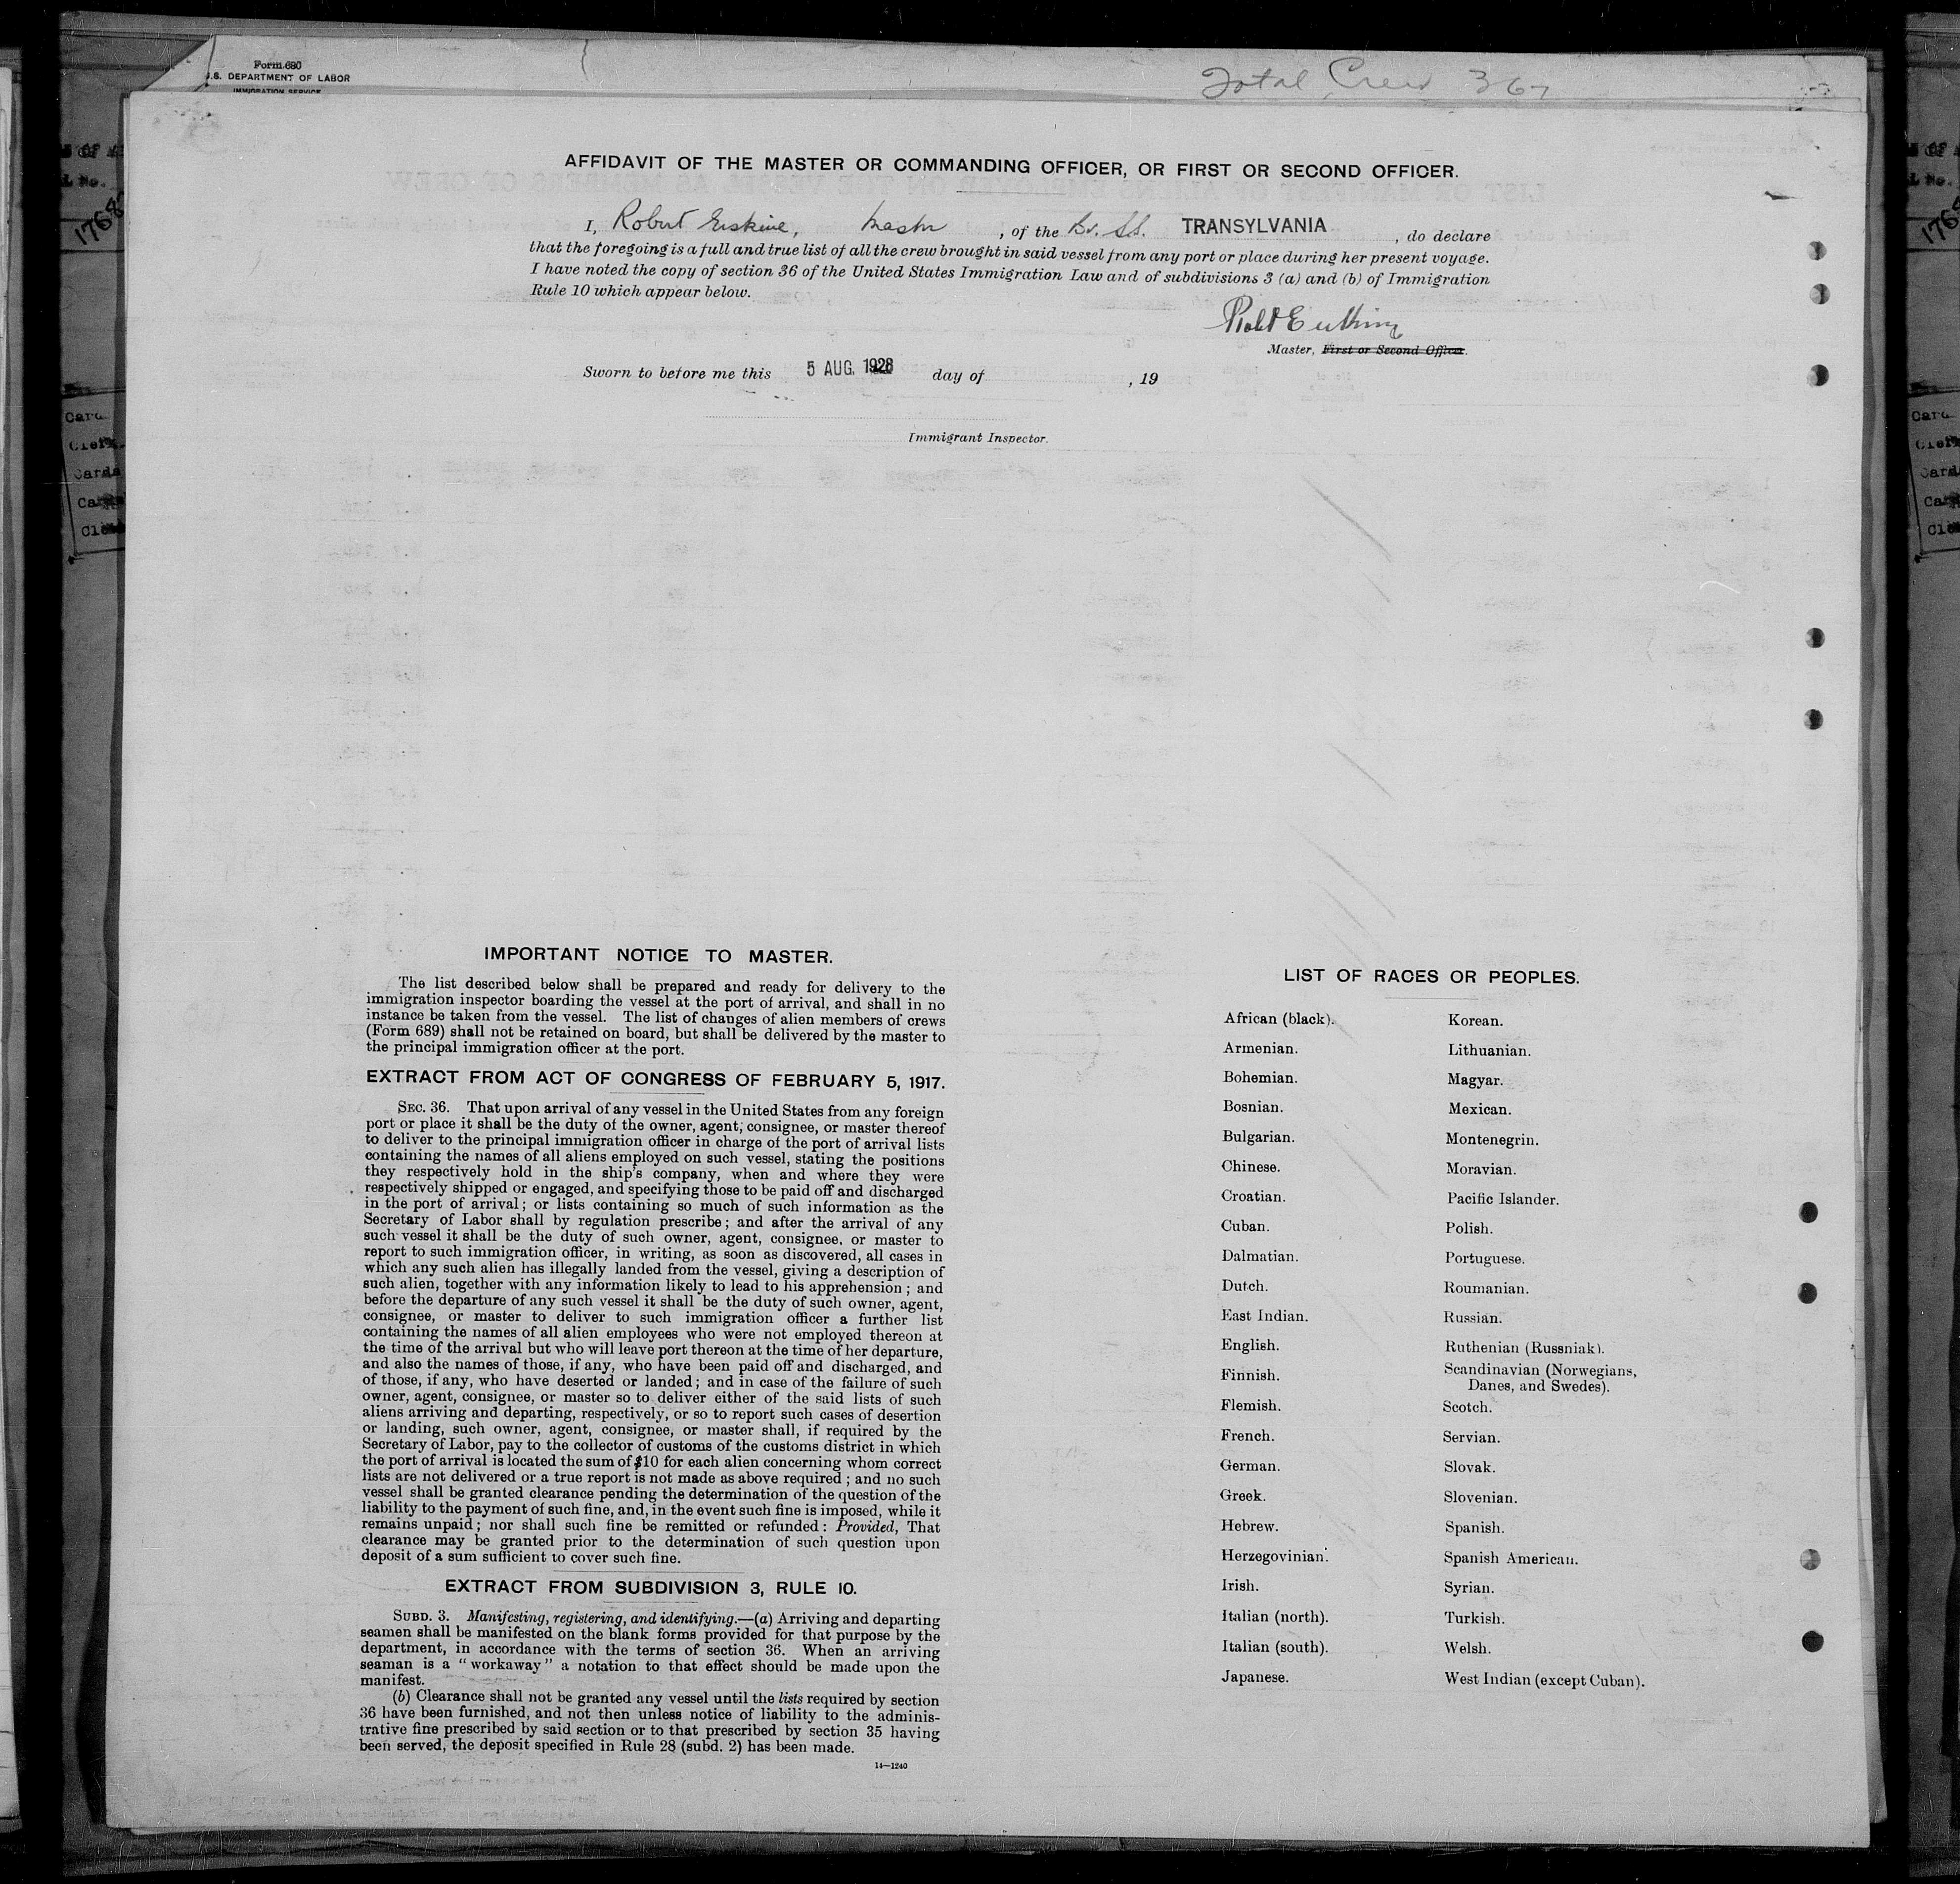 Form 680
U.S. DEPARTMENT OF LABOR
IMMIGRATION SERVICE
Total Crew 367
AFFIDAVIT OF THE MASTER OR COMMANDING OFFICER, OR FIRST OR SECOND OFFICER.
I, Robert Erskine, Master, of the Br. SS. TRANSYLVANIA, do declare
that the foregoing is a full and true list of all the crew brought in said vessel from any port or place during her present voyage.
I have noted the copy of section 36 of the United States Immigration Law and of subdivisions 3 (a) and (b) of Immigration
Rule 10 which appear below.
Robt Erskine
Master, First or Second Officer.
Sworn to before me this 5 AUG. 1928 day of , 19
Immigrant Inspector.
IMPORTANT NOTICE TO MASTER.
The list described below shall be prepared and ready for delivery to the
immigration inspector boarding the vessel at the port of arrival, and shall in no
instance be taken from the vessel. The list of changes of alien members of crews
(Form 689) shall not be retained on board, but shall be delivered by the master to
the principal immigration officer at the port.
EXTRACT FROM ACT OF CONGRESS OF FEBRUARY 5, 1917.
SEC. 36. That upon arrival of any vessel in the United States from any foreign
port or place it shall be the duty of the owner, agent, consignee, or master thereof
to deliver to the principal immigration officer in charge of the port of arrival lists
containing the names of all aliens employed on such vessel, stating the positions
they respectively hold in the ship's company, when and where they were
respectively shipped or engaged, and specifying those to be paid off and discharged
in the port of arrival; or lists containing so much of such information as the
Secretary of Labor shall by regulation prescribe; and after the arrival of any
such vessel it shall be the duty of such owner, agent, consignee, or master to
report to such immigration officer, in writing, as soon as discovered, all cases in
which any such alien has illegally landed from the vessel, giving a description of
such alien, together with any information likely to lead to his apprehension; and
before the departure of any such vessel it shall be the duty of such owner, agent,
consignee, or master to deliver to such immigration officer a further list
containing the names of all alien employees who were not employed thereon at
the time of the arrival but who will leave port thereon at the time of her departure,
and also the names of those, if any, who have been paid off and discharged, and
of those, if any, who have deserted or landed; and in case of the failure of such
owner, agent, consignee, or master so to deliver either of the said lists of such
aliens arriving and departing, respectively, or so to report such cases of desertion
or landing, such owner, agent, consignee, or master shall, if required by the
Secretary of Labor, pay to the collector of customs of the customs district in which
the port of arrival is located the sum of $10 for each alien concerning whom correct
lists are not delivered or a true report is not made as above required; and no such
vessel shall be granted clearance pending the determination of the question of the
liability to the payment of such fine, and, in the event such fine is imposed, while it
remains unpaid; nor shall such fine be remitted or refunded: Provided, That
clearance may be granted prior to the determination of such question upon
deposit of a sum sufficient to cover such fine.
EXTRACT FROM SUBDIVISION 3, RULE 10.
SUBD. 3. Manifesting, registering, and identifying.—(a) Arriving and departing
seamen shall be manifested on the blank forms provided for that purpose by the
department, in accordance with the terms of section 36. When an arriving
seaman is a "workaway" a notation to that effect should be made upon the
manifest.
(b) Clearance shall not be granted any vessel until the lists required by section
36 have been furnished, and not then unless notice of liability to the adminis-
trative fine prescribed by said section or to that prescribed by section 35 having
been served, the deposit specified in Rule 28 (subd. 2) has been made.
14—1240
LIST OF RACES OR PEOPLES.
African (black).
Armenian.
Bohemian.
Bosnian.
Bulgarian.
Chinese.
Croatian.
Cuban.
Dalmatian.
Dutch.
East Indian.
English.
Finnish.
Flemish.
French.
German.
Greek.
Hebrew.
Herzegovinian.
Irish.
Italian (north).
Italian (south).
Japanese.
Korean.
Lithuanian.
Magyar.
Mexican.
Montenegrin.
Moravian.
Pacific Islander.
Polish.
Portuguese.
Roumanian.
Russian.
Ruthenian (Russniak).
Scandinavian (Norwegians,
Danes, and Swedes).
Scotch.
Servian.
Slovak.
Slovenian.
Spanish.
Spanish American.
Syrian.
Turkish.
Welsh.
West Indian (except Cuban).